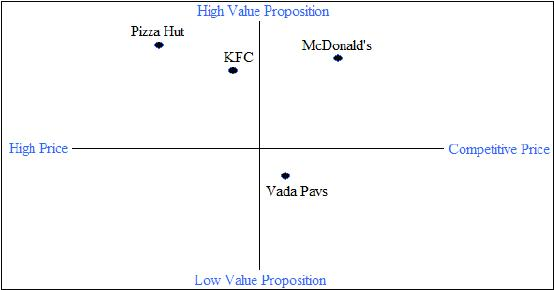 High Value Proposition
Pizza Hut
McDonald's
KFC
High Price
Competitive Price
Vada Pavs
Low Value Proposition